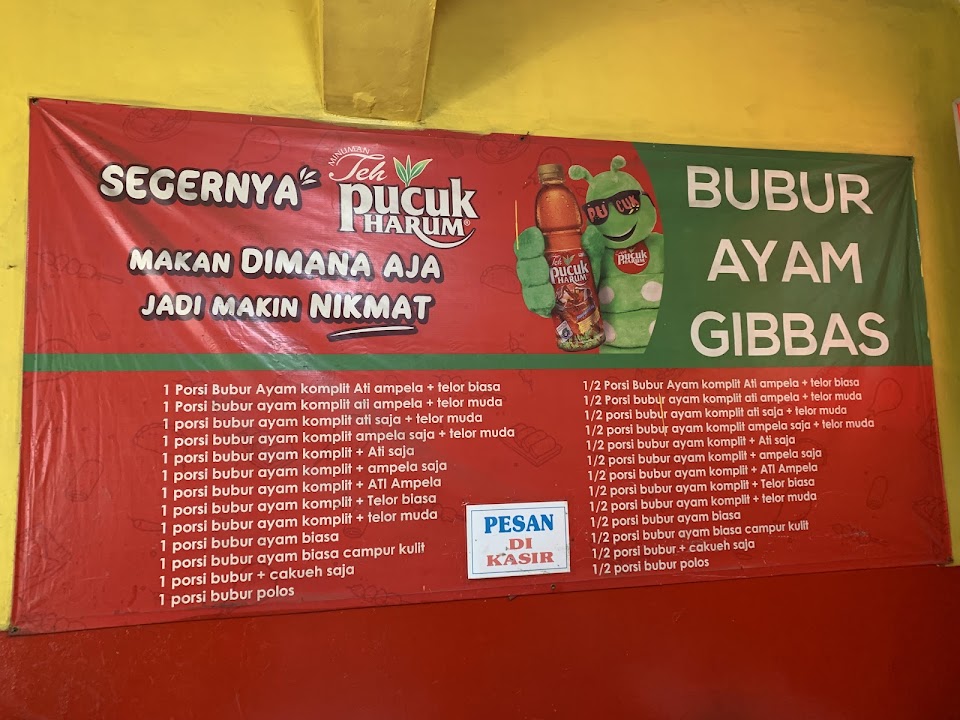 SEGERNYA
MINUMAN
Teh
Pucuk
HARUM®
MAKAN DIMANA AJA
JADI MAKIN NIKMAT
PUCUK
Teh
Pucuk
HARUM
Pucuk
HARUM
BUBUR
AYAM
GIBBAS
1 Porsi Bubur Ayam komplit Ati ampela + telor biasa
1 Porsi bubur ayam komplit ati ampela + telor muda
1 porsi bubur ayam komplit ati saja + telor muda
1 porsi bubur ayam komplit ampela saja + telor muda
1 porsi bubur ayam komplit + Ati saja
1 porsi bubur ayam komplit + ampela saja
1 porsi bubur ayam komplit + ATI Ampela
1 porsi bubur ayam komplit + Telor biasa
1 porsi bubur ayam komplit + telor muda
1 porsi bubur ayam biasa
1 porsi bubur ayam biasa campur kulit
1 porsi bubur + cakueh saja
1 porsi bubur polos
1/2 Porsi Bubur Ayam komplit Ati ampela + telor biasa
1/2 Porsi bubur ayam komplit ati ampela + telor muda
1/2 porsi bubur ayam komplit ati saja + telor muda
1/2 porsi bubur ayam komplit ampela saja + telor muda
1/2 porsi bubur ayam komplit + Ati saja
1/2 porsi bubur ayam komplit + ampela saja
1/2 porsi bubur ayam komplit + ATI Ampela
1/2 porsi bubur ayam komplit + Telor biasa
1/2 porsi bubur ayam komplit + telor muda
1/2 porsi bubur ayam biasa
1/2 porsi bubur ayam biasa campur kulit
1/2 porsi bubur + cakueh saja
1/2 porsi bubur polos
PESAN
DI
KASIR